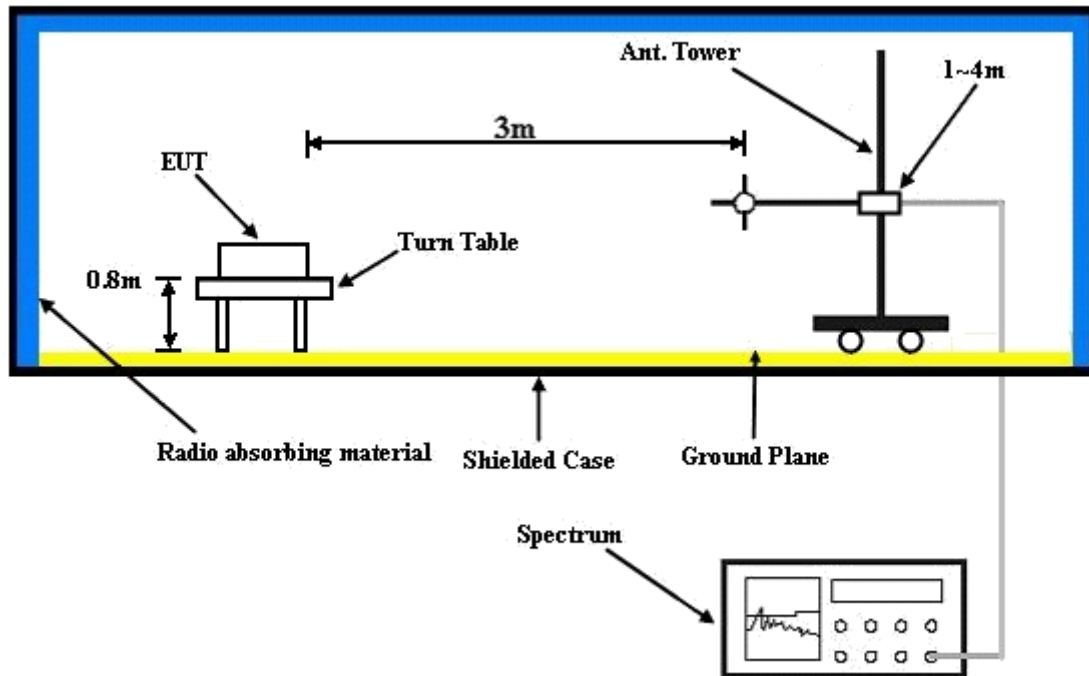 Ant. Tower
1~4m
3m
EUT
Turn Table
0.8m
Radio absorbing material
Shielded Case
Ground Plane
Spectrum